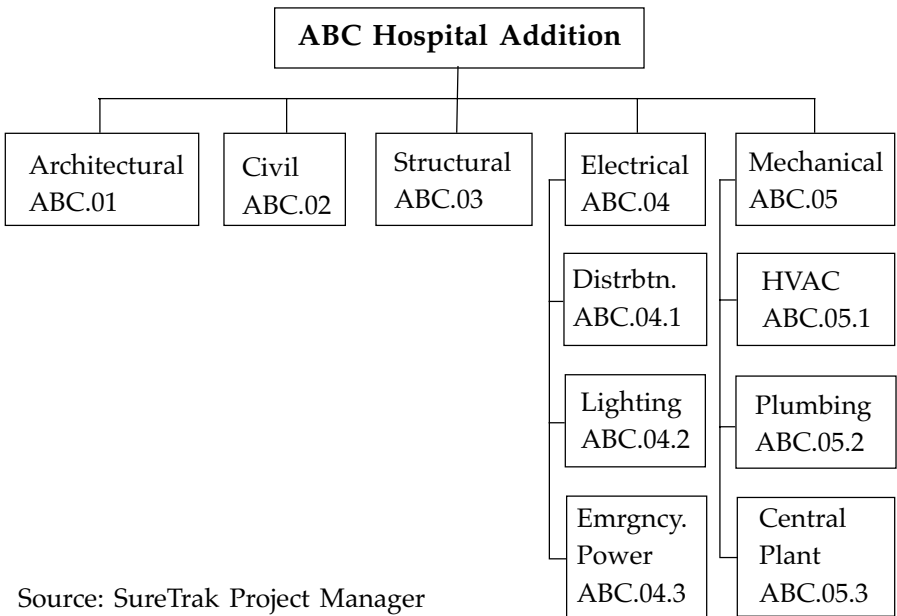 ABC Hospital Addition
Architectural
ABC.01
Civil
ABC.02
Structural
ABC.03
Electrical
ABC.04
Mechanical
ABC.05
Distrbtn.
ABC.04.1
HVAC
ABC.05.1
Lighting
ABC.04.2
Plumbing
ABC.05.2
Emrgncy.
Power
ABC.04.3
Central
Plant
ABC.05.3
Source: SureTrak Project Manager